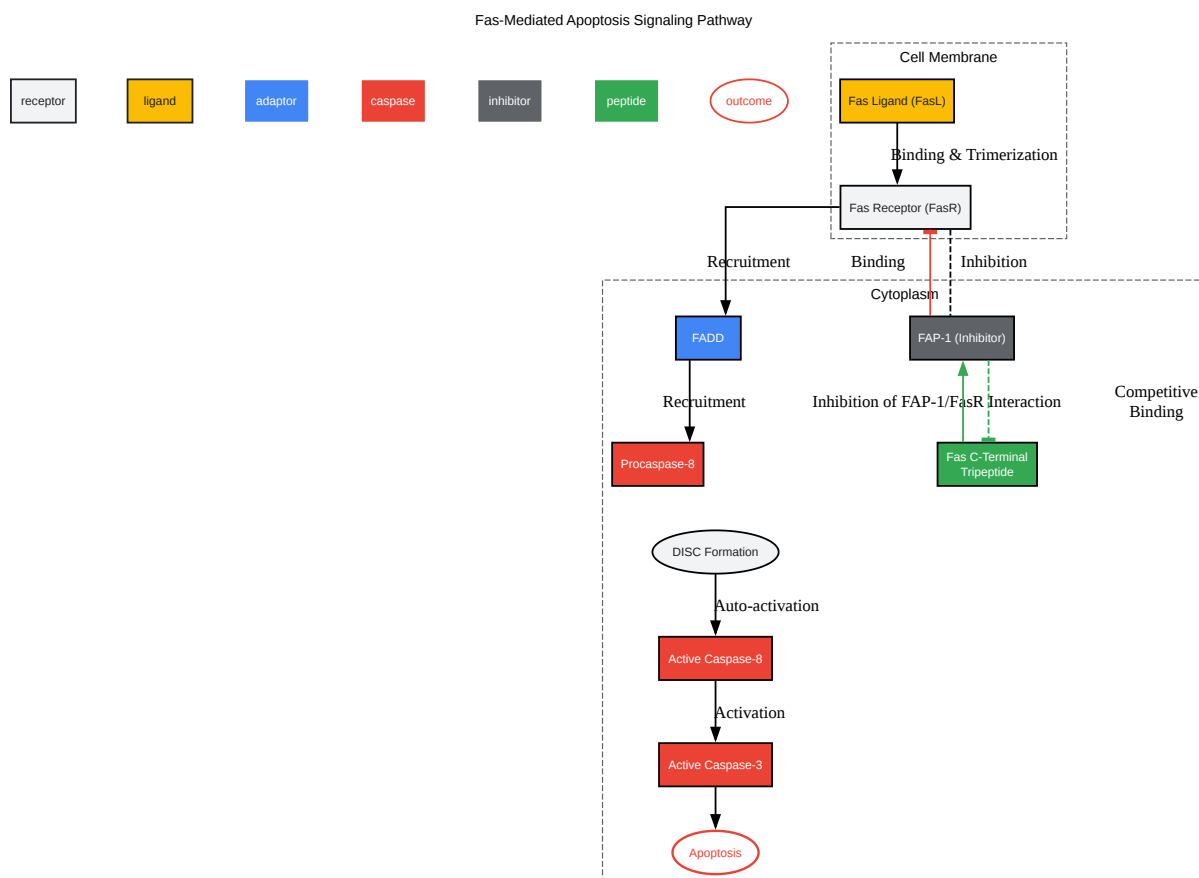 Fas-Mediated Apoptosis Signaling Pathway
receptor
ligand
adaptor
caspase
inhibitor
peptide
outcome
Cell Membrane
Fas Ligand (FasL)
Binding & Trimerization
Fas Receptor (FasR)
Recruitment
Binding
Inhibition
Cytoplasm
FADD
FAP-1 (Inhibitor)
Recruitment
Inhibition of FAP-1/FasR Interaction
Competitive
Binding
Procaspase-8
Fas C-Terminal
Tripeptide
DISC Formation
Auto-activation
Active Caspase-8
Activation
Active Caspase-3
Apoptosis